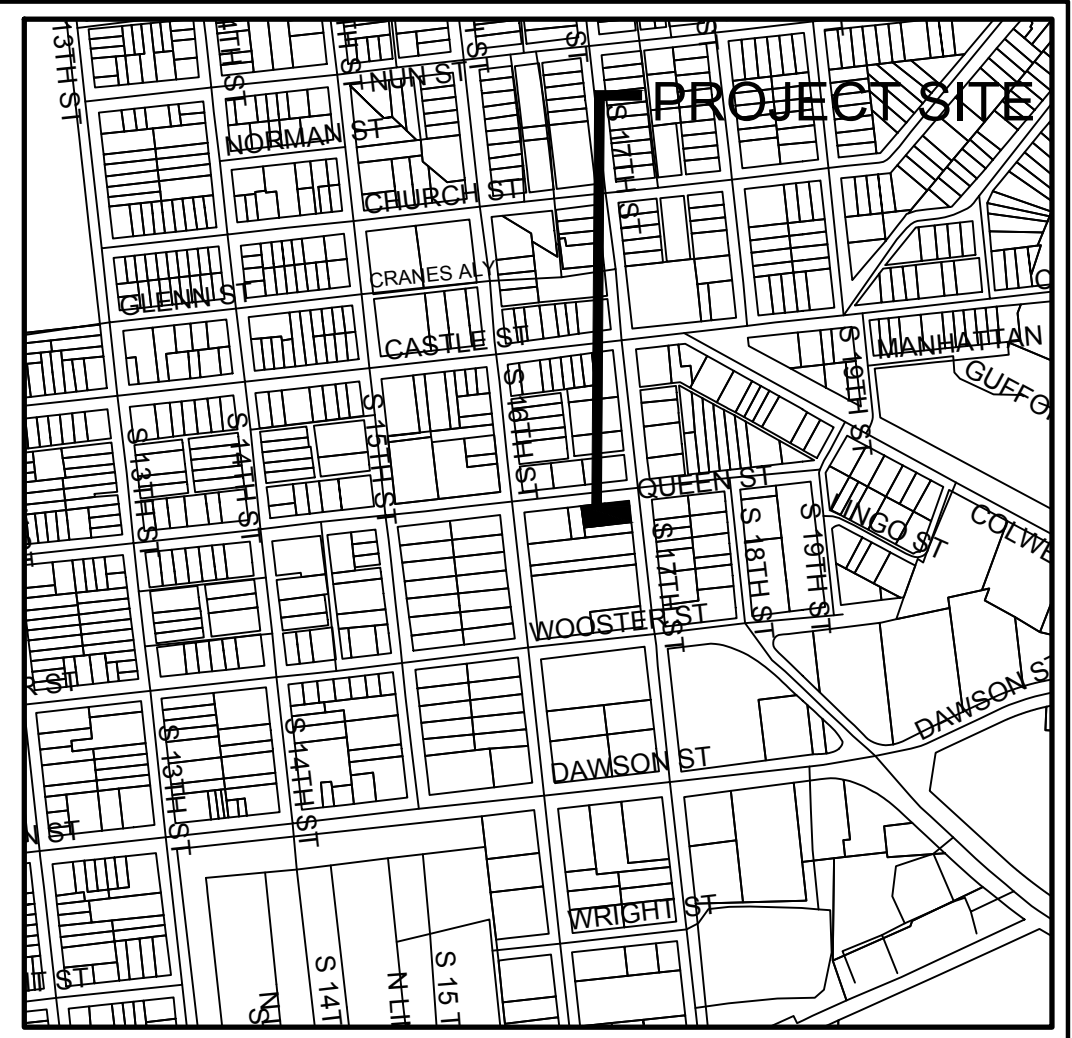 13TH ST
NUN ST
PROJECT SITE
S 17TH ST
NORMAN ST
CHURCH ST
CRANES ALY
GLENN ST
CASTLE ST
S 16TH ST
S 19TH ST
MANHATTAN
S 13TH ST
S 14TH ST
S 15TH ST
QUEEN ST
LINGO ST
S 17TH ST
S 18TH ST
S 19TH ST
WOOSTER ST
R ST
DAWSON ST
S 13TH ST
S 14TH ST
DAWSON ST
N ST
WRIGHT ST
S 14T
S 15 T